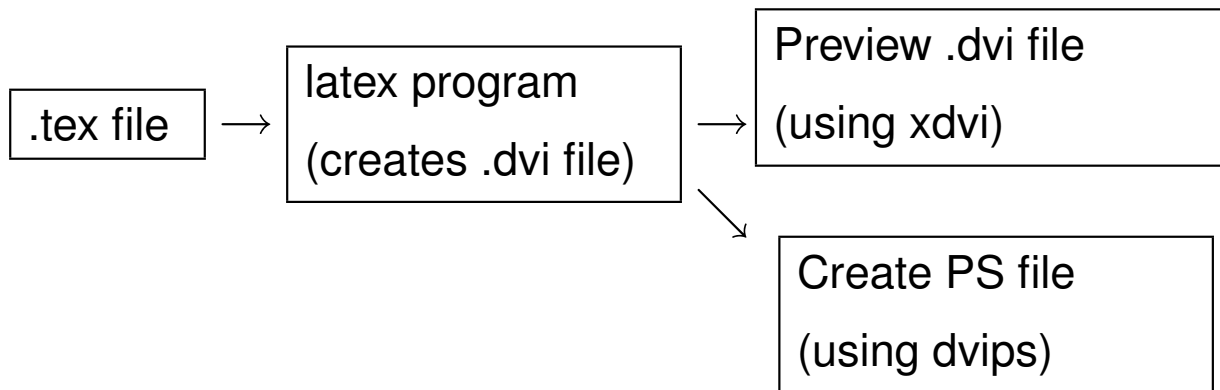 .tex file
latex program
(creates .dvi file)
Preview .dvi file
(using xdvi)
Create PS file
(using dvips)